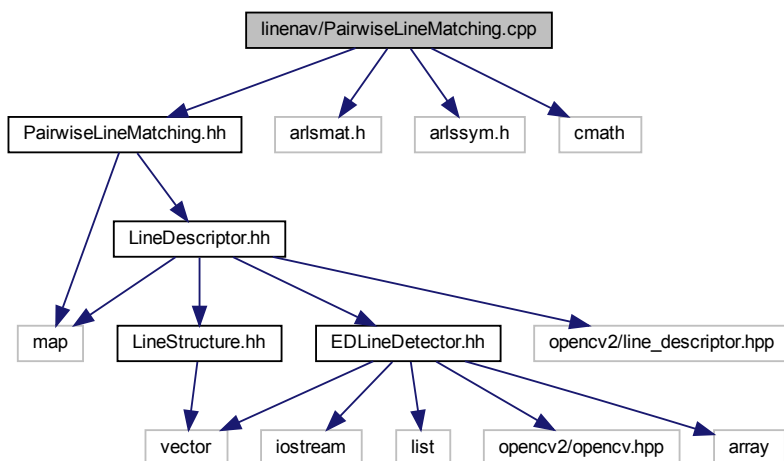 linenav/PairwiseLineMatching.cpp
PairwiseLineMatching.hh
arlsmat.h
arlssym.h
cmath
LineDescriptor.hh
map
LineStructure.hh
EDLineDetector.hh
opencv2/line_descriptor.hpp
vector
iostream
list
opencv2/opencv.hpp
array